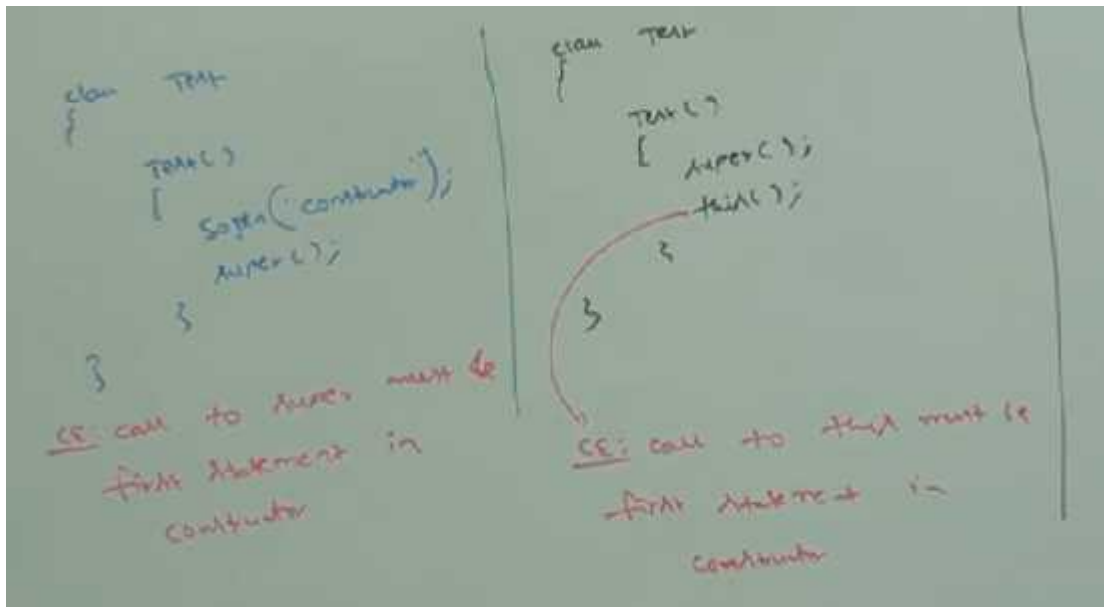 class Test
{
Test()
{
Sopln("constructor");
super();
}
}
CE: call to super must be
first statement in
constructor
class Test
{
Test()
{
super();
this();
}
}
CE: call to this must be
first statement in
constructor